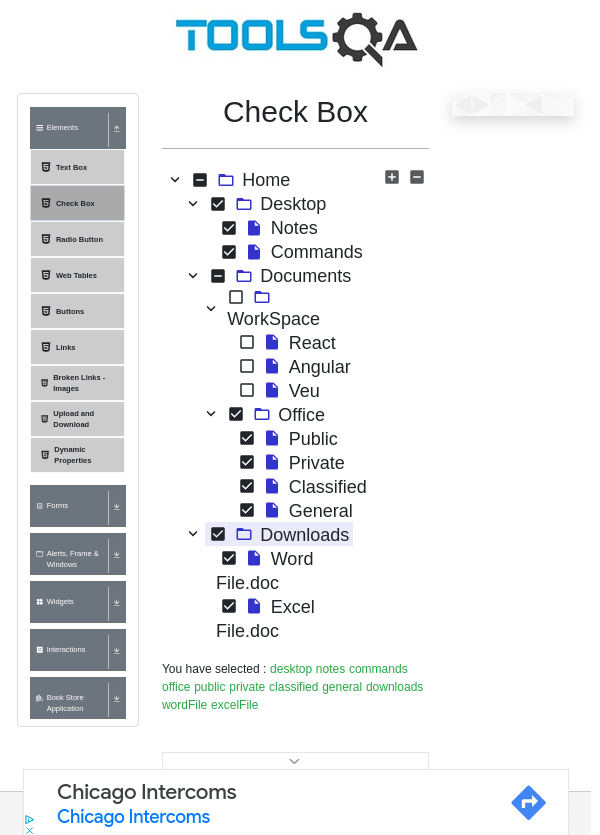 TOOLSQA
Check Box
Elements
Text Box
Check Box
Radio Button
Web Tables
Buttons
Links
Broken Links -
Images
Upload and
Download
Dynamic
Properties
Forms
Alerts, Frame &
Windows
Widgets
Interactions
Book Store
Application
Home
Desktop
Notes
Commands
Documents
WorkSpace
React
Angular
Veu
Office
Public
Private
Classified
General
Downloads
Word
File.doc
Excel
File.doc
You have selected : desktop notes commands
office public private classified general downloads
wordFile excelFile
Chicago Intercoms
Chicago Intercoms